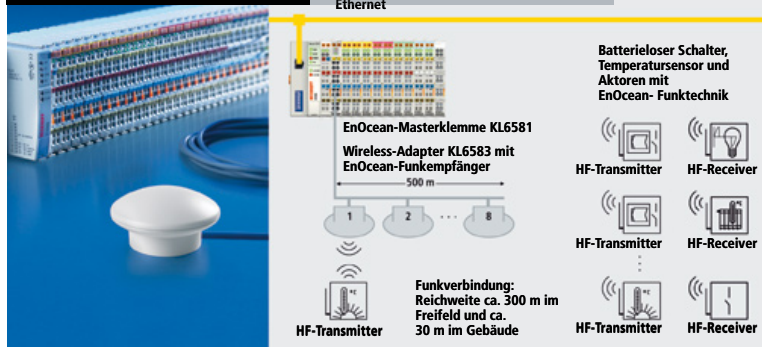 Ethernet
Batterieloser Schalter,
Temperatursensor und
Aktoren mit
EnOcean- Funktechnik
EnOcean-Masterklemme KL6581
Wireless-Adapter KL6583 mit
EnOcean-Funkempfänger
500 m
1
2
...
8
HF-Transmitter
HF-Receiver
HF-Transmitter
HF-Receiver
°C
HF-Transmitter
Funkverbindung:
Reichweite ca. 300 m im
Freifeld und ca.
30 m im Gebäude
°C
HF-Transmitter
HF-Receiver